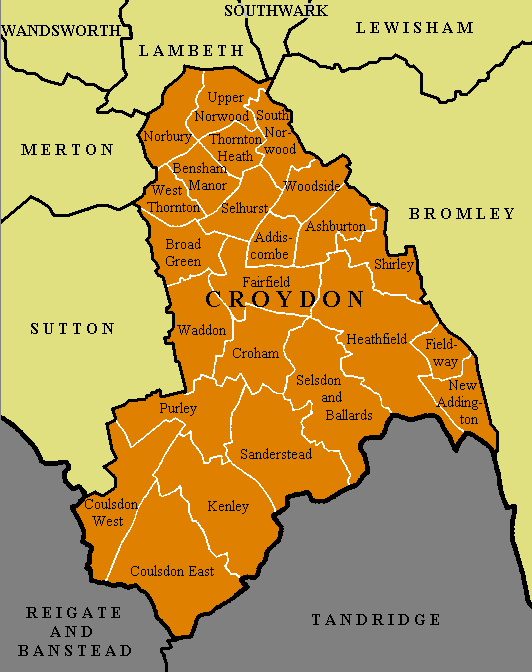 SOUTHWARK
WANDSWORTH
LEWISHAM
LAMBETH
Upper
Norwood
South
Nor-
wood
Norbury
Thornton
Heath
MERTON
Bensham
Manor
West
Thornton
Woodside
Selhurst
BROMLEY
Ashburton
Addis-
combe
Broad
Green
Shirley
Fairfield
CROYDON
SUTTON
Waddon
Heathfield
Croham
Field-
way
Selsdon
and
Ballards
New
Adding-
ton
Purley
Sanderstead
Coulsdon
West
Kenley
Coulsdon East
REIGATE
AND
BANSTEAD
TANDRIDGE